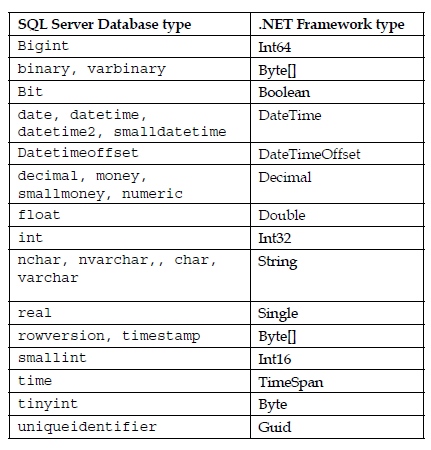 SQL Server Database type .NET Framework type
Bigint Int64
binary, varbinary Byte[]
Bit Boolean
date, datetime, DateTime
datetime2, smalldatetime
Datetimeoffset DateTimeOffset
decimal, money, Decimal
smallmoney, numeric
float Double
int Int32
nchar, nvarchar,, char, String
varchar
real Single
rowversion, timestamp Byte[]
smallint Int16
time TimeSpan
tinyint Byte
uniqueidentifier Guid